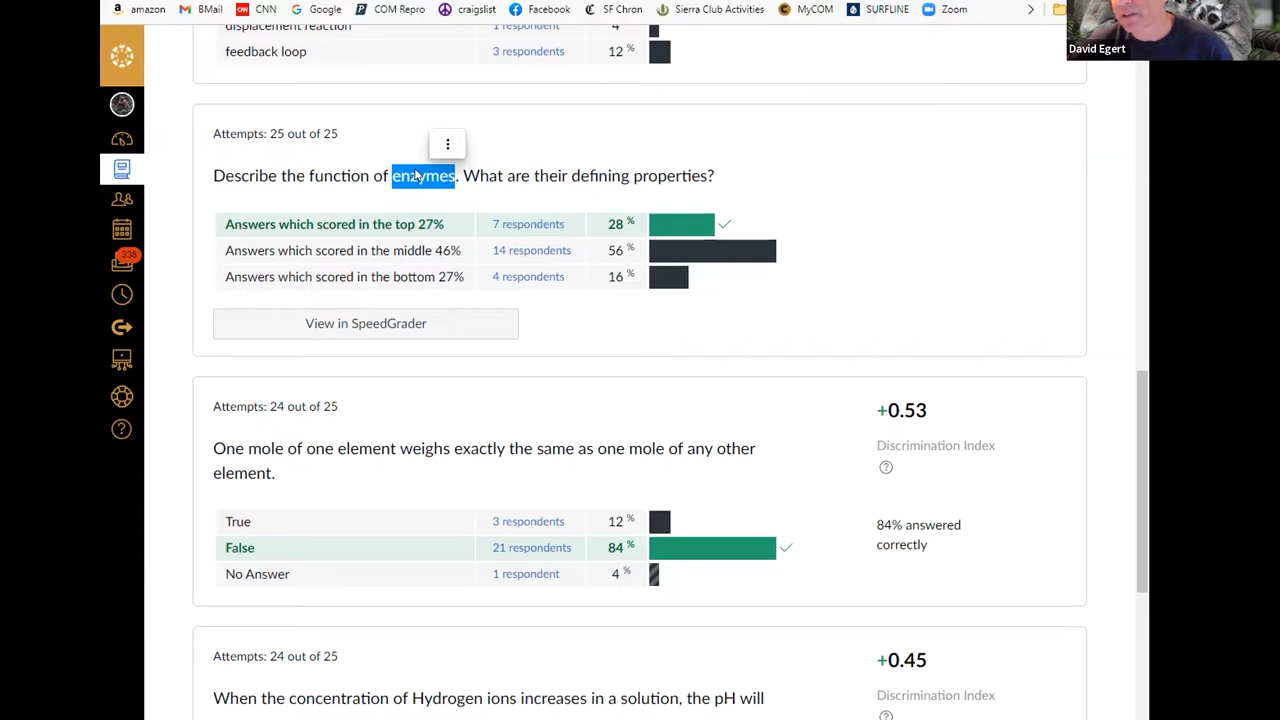 amazon BMail CNN Google COM Repro craigslist Facebook SF Chron Sierra Club Activities MyCOM SURFLINE Zoom
David Egert
displacement reaction 1 respondent 4
feedback loop 3 respondents 12 %
Attempts: 25 out of 25
Describe the function of enzymes. What are their defining properties?
Answers which scored in the top 27% 7 respondents 28 %
Answers which scored in the middle 46% 14 respondents 56 %
Answers which scored in the bottom 27% 4 respondents 16 %
View in SpeedGrader
338
Attempts: 24 out of 25
+0.53
Discrimination Index
?
One mole of one element weighs exactly the same as one mole of any other
element.
True 3 respondents 12 %
False 21 respondents 84 %
No Answer 1 respondent 4 %
84% answered
correctly
Attempts: 24 out of 25
+0.45
Discrimination Index
?
When the concentration of Hydrogen ions increases in a solution, the pH will